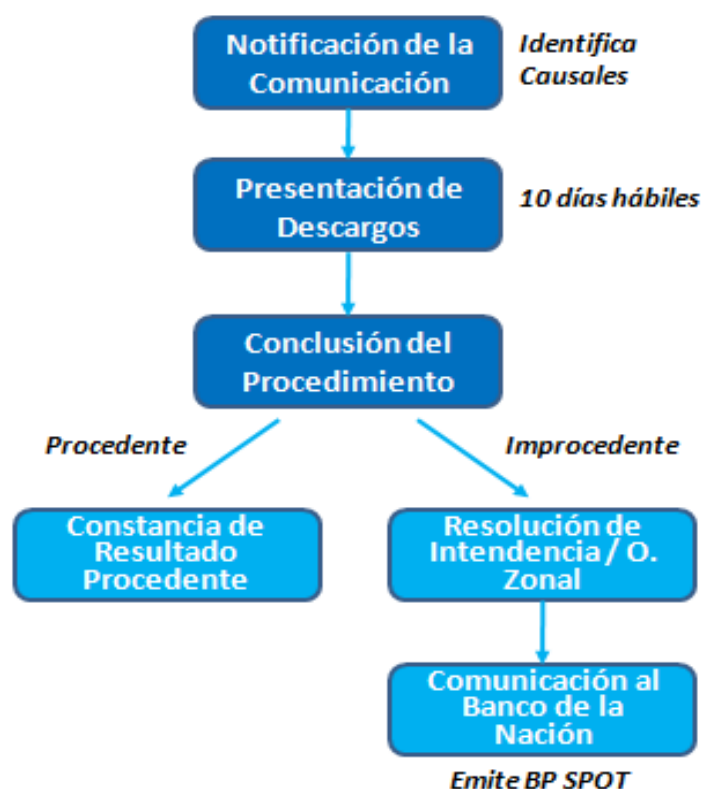 Notificación de la
Comunicación
Identifica
Causales
Presentación de
Descargos
10 días hábiles
Conclusión del
Procedimiento
Procedente
Improcedente
Constancia de
Resultado
Procedente
Resolución de
Intendencia / O.
Zonal
Comunicación al
Banco de la
Nación
Emite BP SPOT